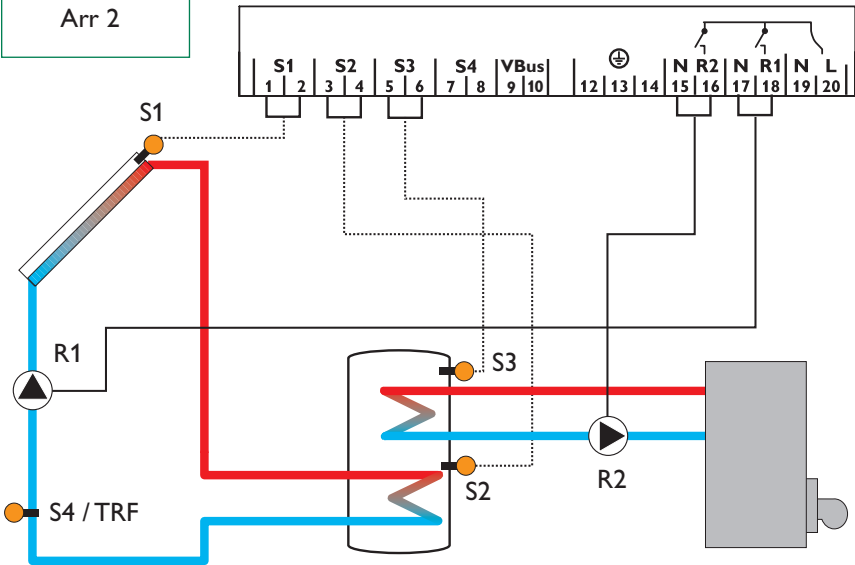 Arr 2
S1 S2 S3 S4 VBus N R2 N R1 N L
1 2 3 4 5 6 7 8 9 10 12 13 14 15 16 17 18 19 20
S1
R1
S3
S2
R2
S4 / TRF